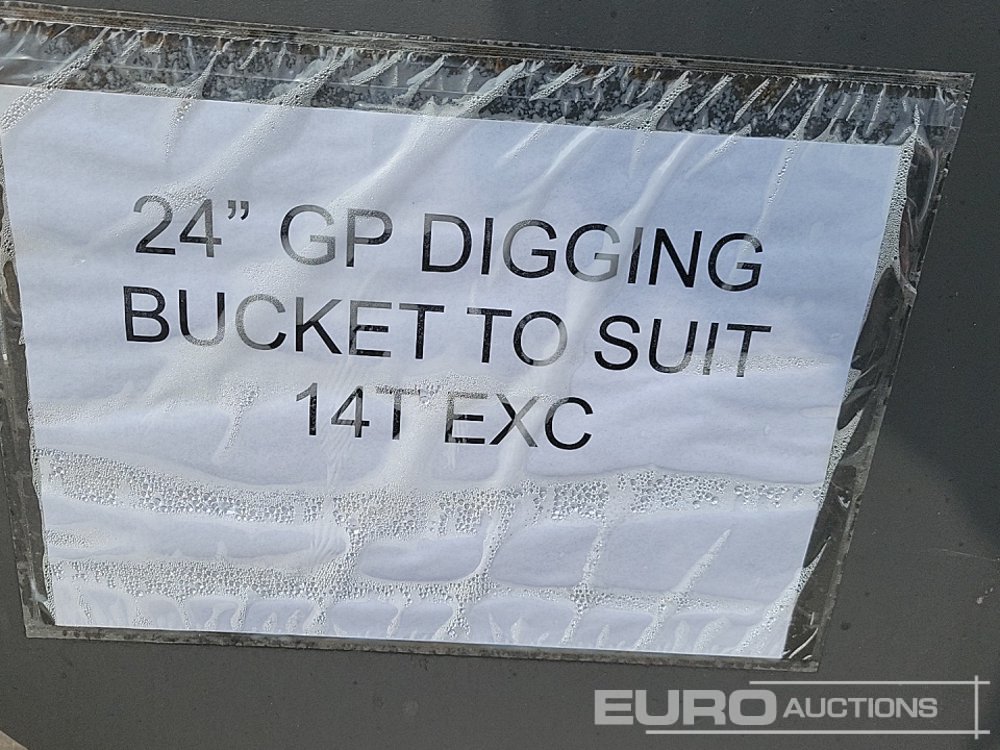 24” GP DIGGING
BUCKET TO SUIT
14T EXC
EURO AUCTIONS